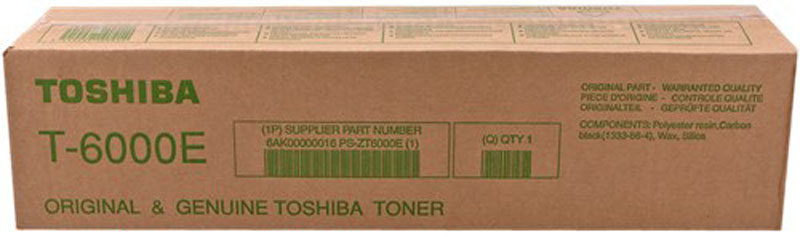 TOSHIBA
T-6000E
(1P) SUPPLIER PART NUMBER
6AK00000016 PS-ZT6000E (1)
(Q) QTY 1
ORIGINAL PART - WARRANTED QUALITY
PIECE D'ORIGINE - CONTROLE QUALITE
ORIGINALTEIL - GEPRÜFTE QUALITÄT
COMPONENTS: Polyester resin,Carbon
black(1333-86-4), Wax, Silica
ORIGINAL & GENUINE TOSHIBA TONER